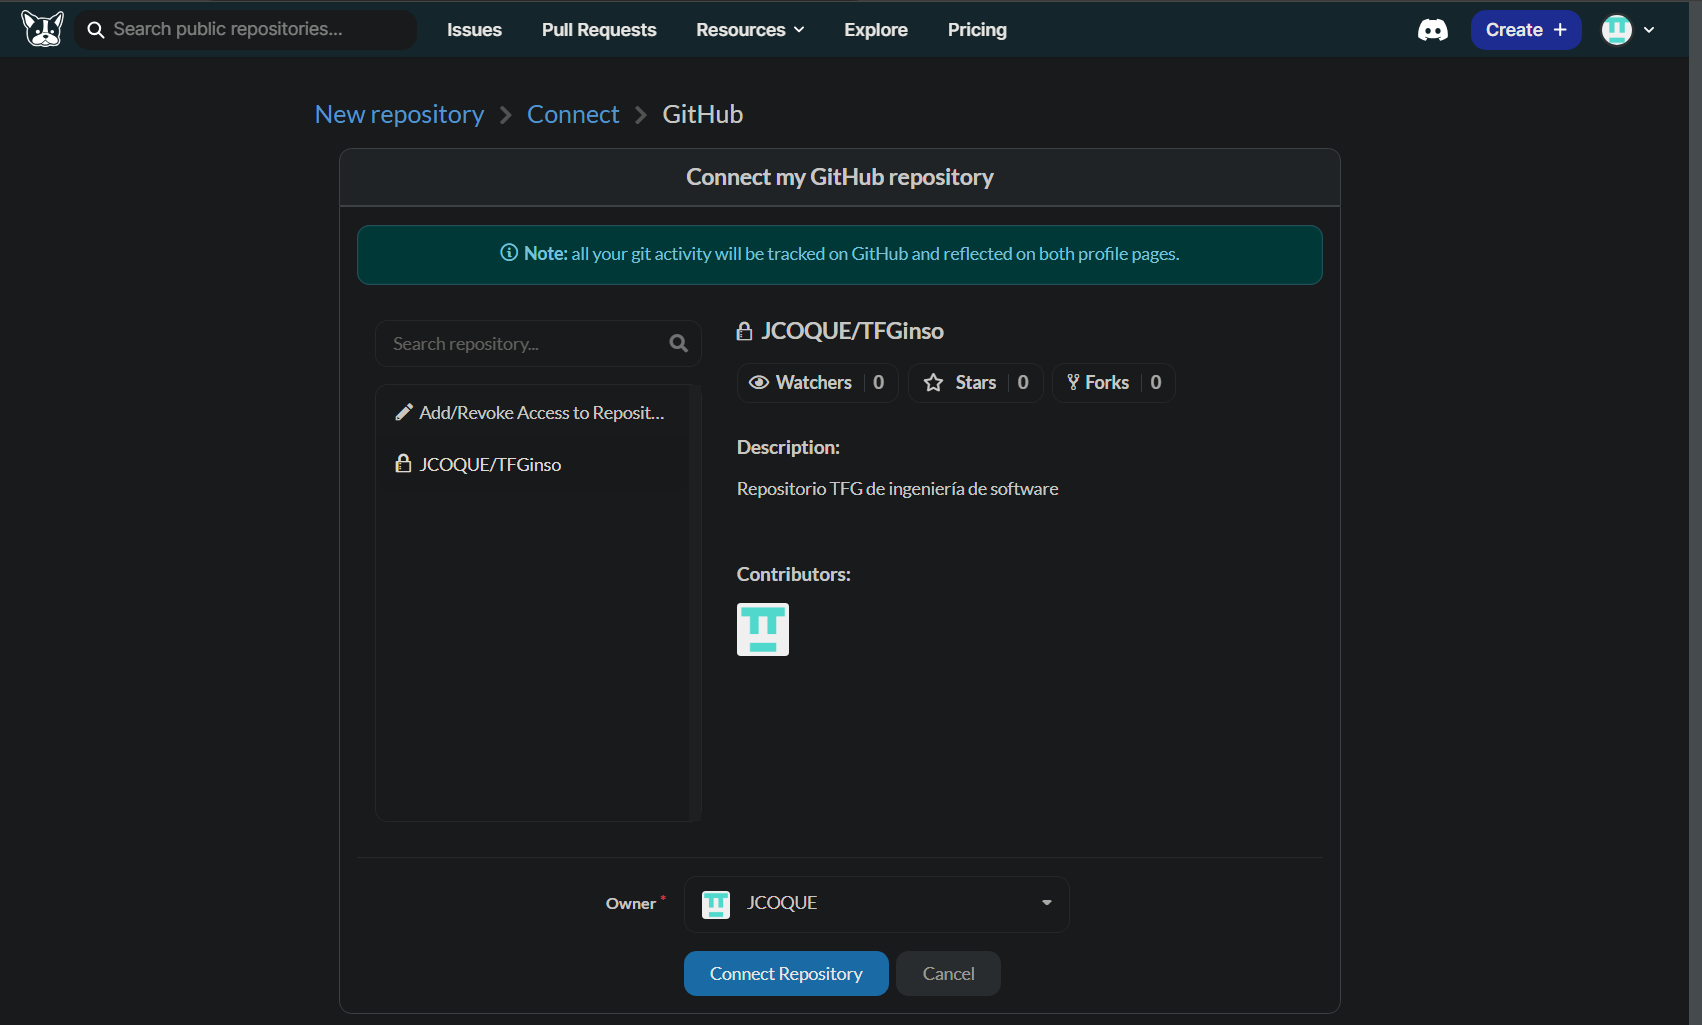 Search public repositories...
Issues
Pull Requests
Resources
Explore
Pricing
Create +
New repository > Connect > GitHub
Connect my GitHub repository
Note: all your git activity will be tracked on GitHub and reflected on both profile pages.
Search repository...
Add/Revoke Access to Reposit...
JCOQUE/TFGinso
JCOQUE/TFGinso
Watchers 0
Stars 0
Forks 0
Description:
Repositorio TFG de ingeniería de software
Contributors:
Owner *
JCOQUE
Connect Repository
Cancel